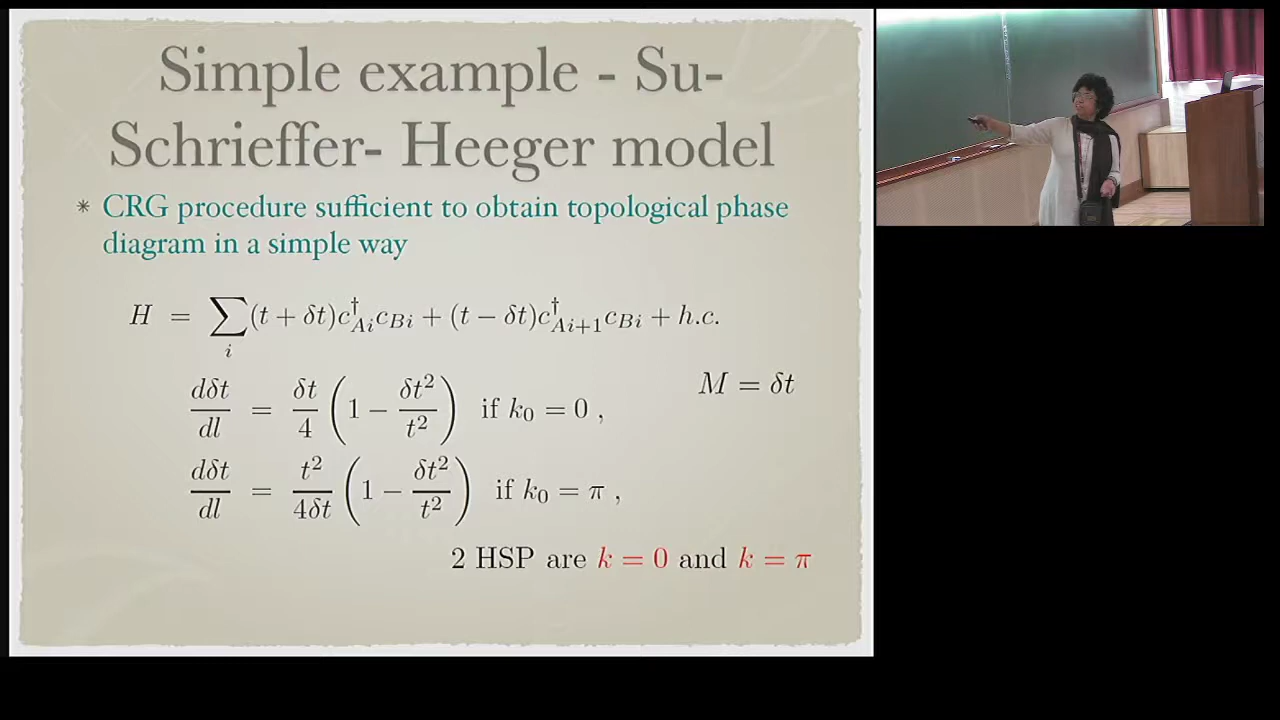 Simple example - Su-
Schrieffer- Heeger model
* CRG procedure sufficient to obtain topological phase
diagram in a simple way
H = ∑_i (t + δt)c†_{Ai}c_{Bi} + (t − δt)c†_{Ai+1}c_{Bi} + h.c.
M = δt
dδt/dl = δt/4 (1 − δt²/t²) if k₀ = 0 ,
dδt/dl = t²/4δt (1 − δt²/t²) if k₀ = π ,
2 HSP are k = 0 and k = π